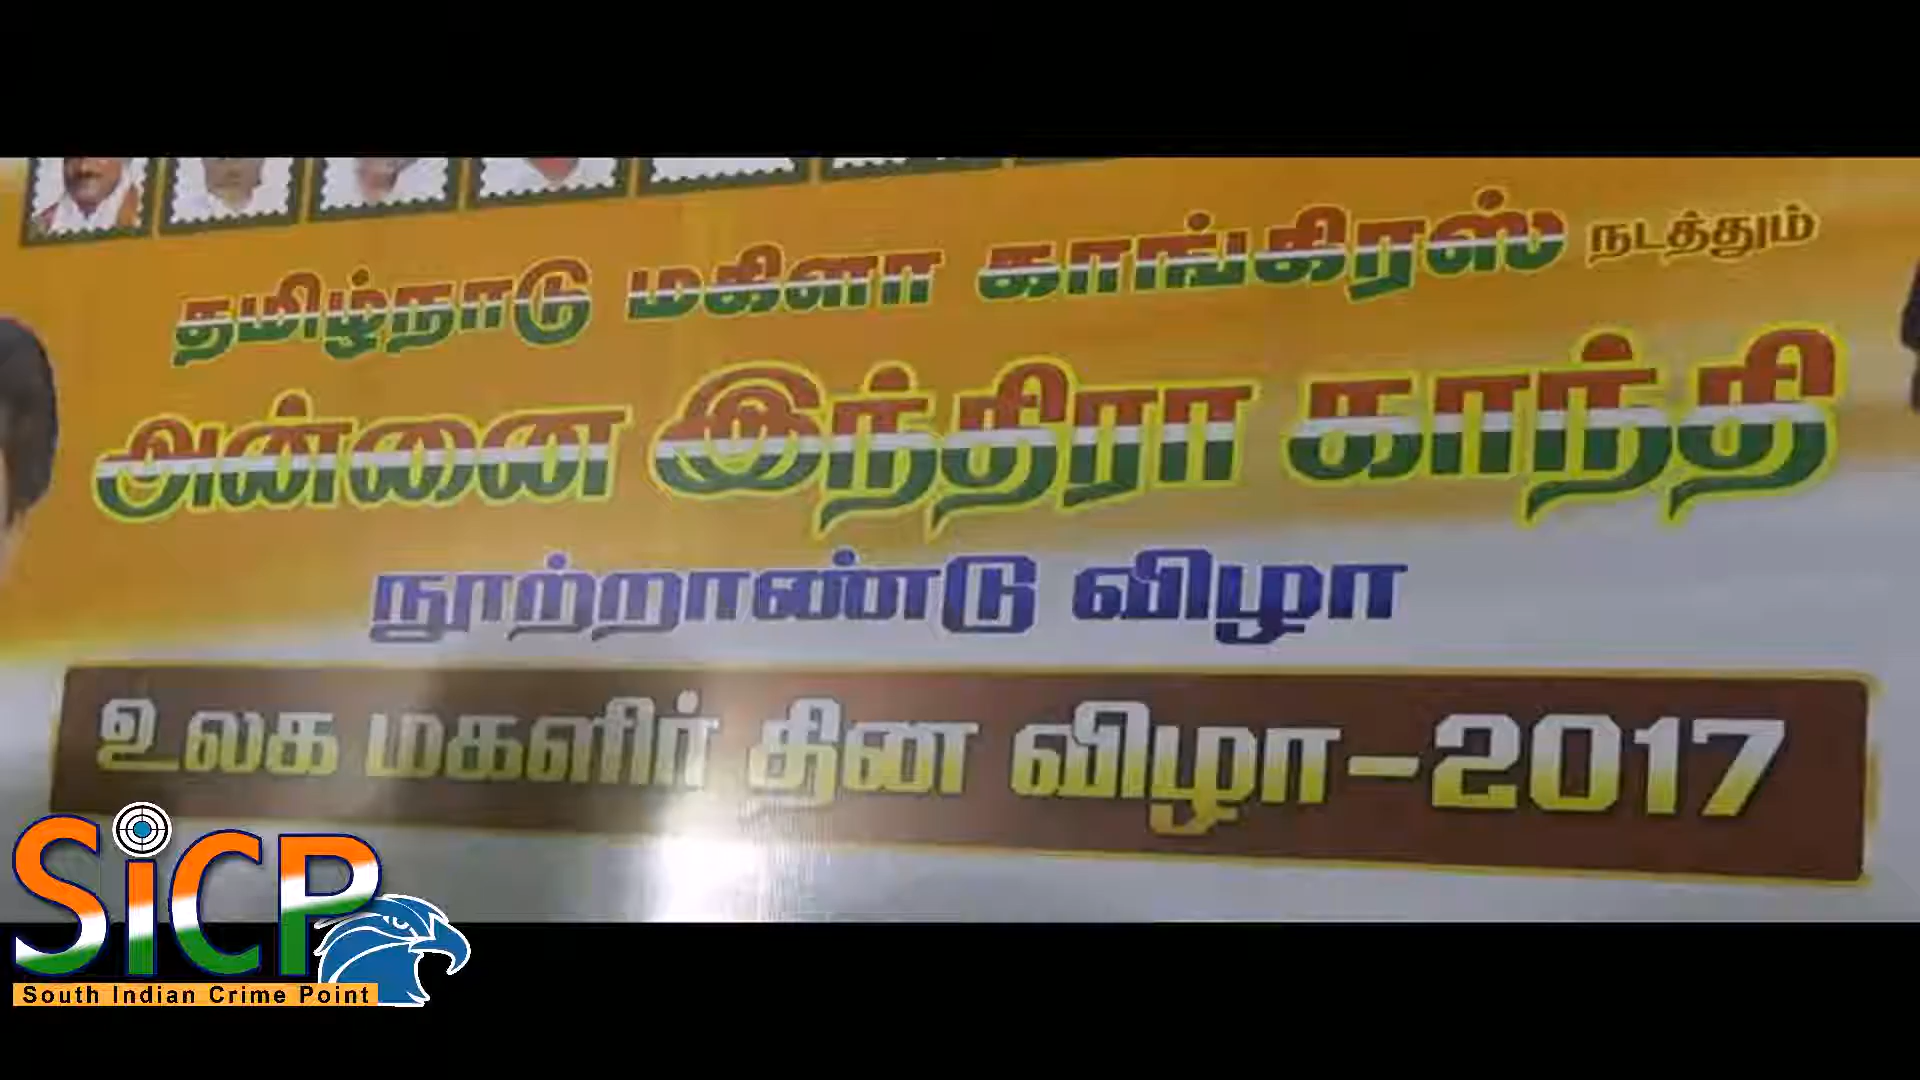 தமிழ்நாடு மகிளா காங்கிரஸ் நடத்தும்
அன்னை இந்திரா காந்தி
நூற்றாண்டு விழா
உலக மகளிர் தின விழா-2017
SiCP
South Indian Crime Point